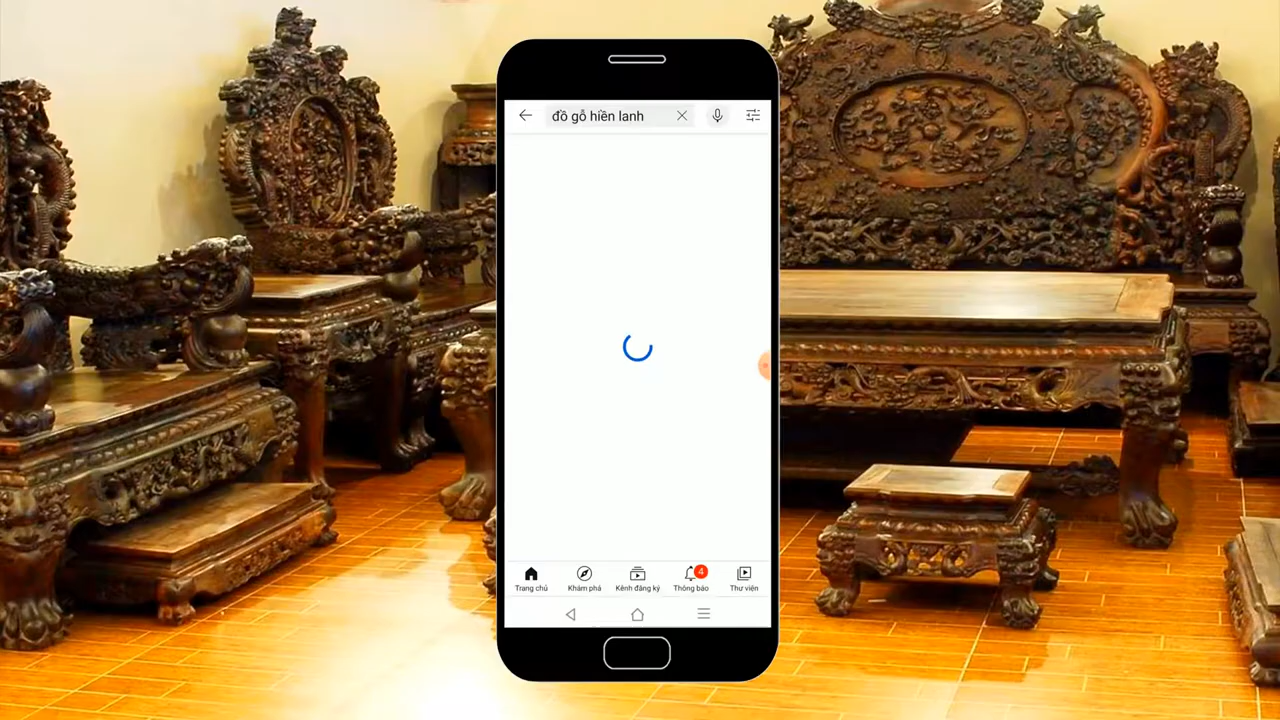 đồ gỗ hiền lanh
4
Trang chủ
Khám phá
Kênh đăng ký
Thông báo
Thư viện